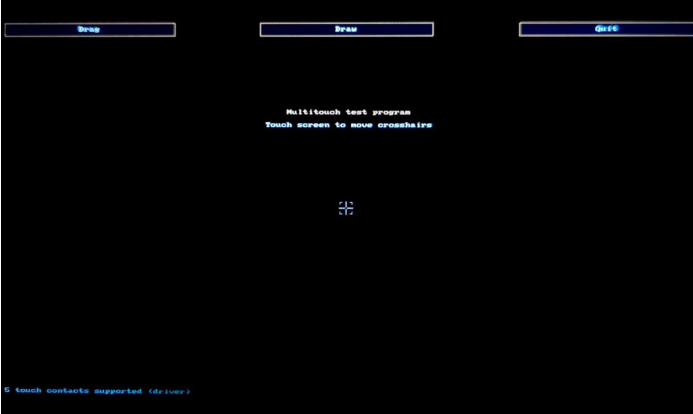 Drag
Draw
Quit
Multitouch test program
Touch screen to move crosshairs
5 touch contacts supported (driver)